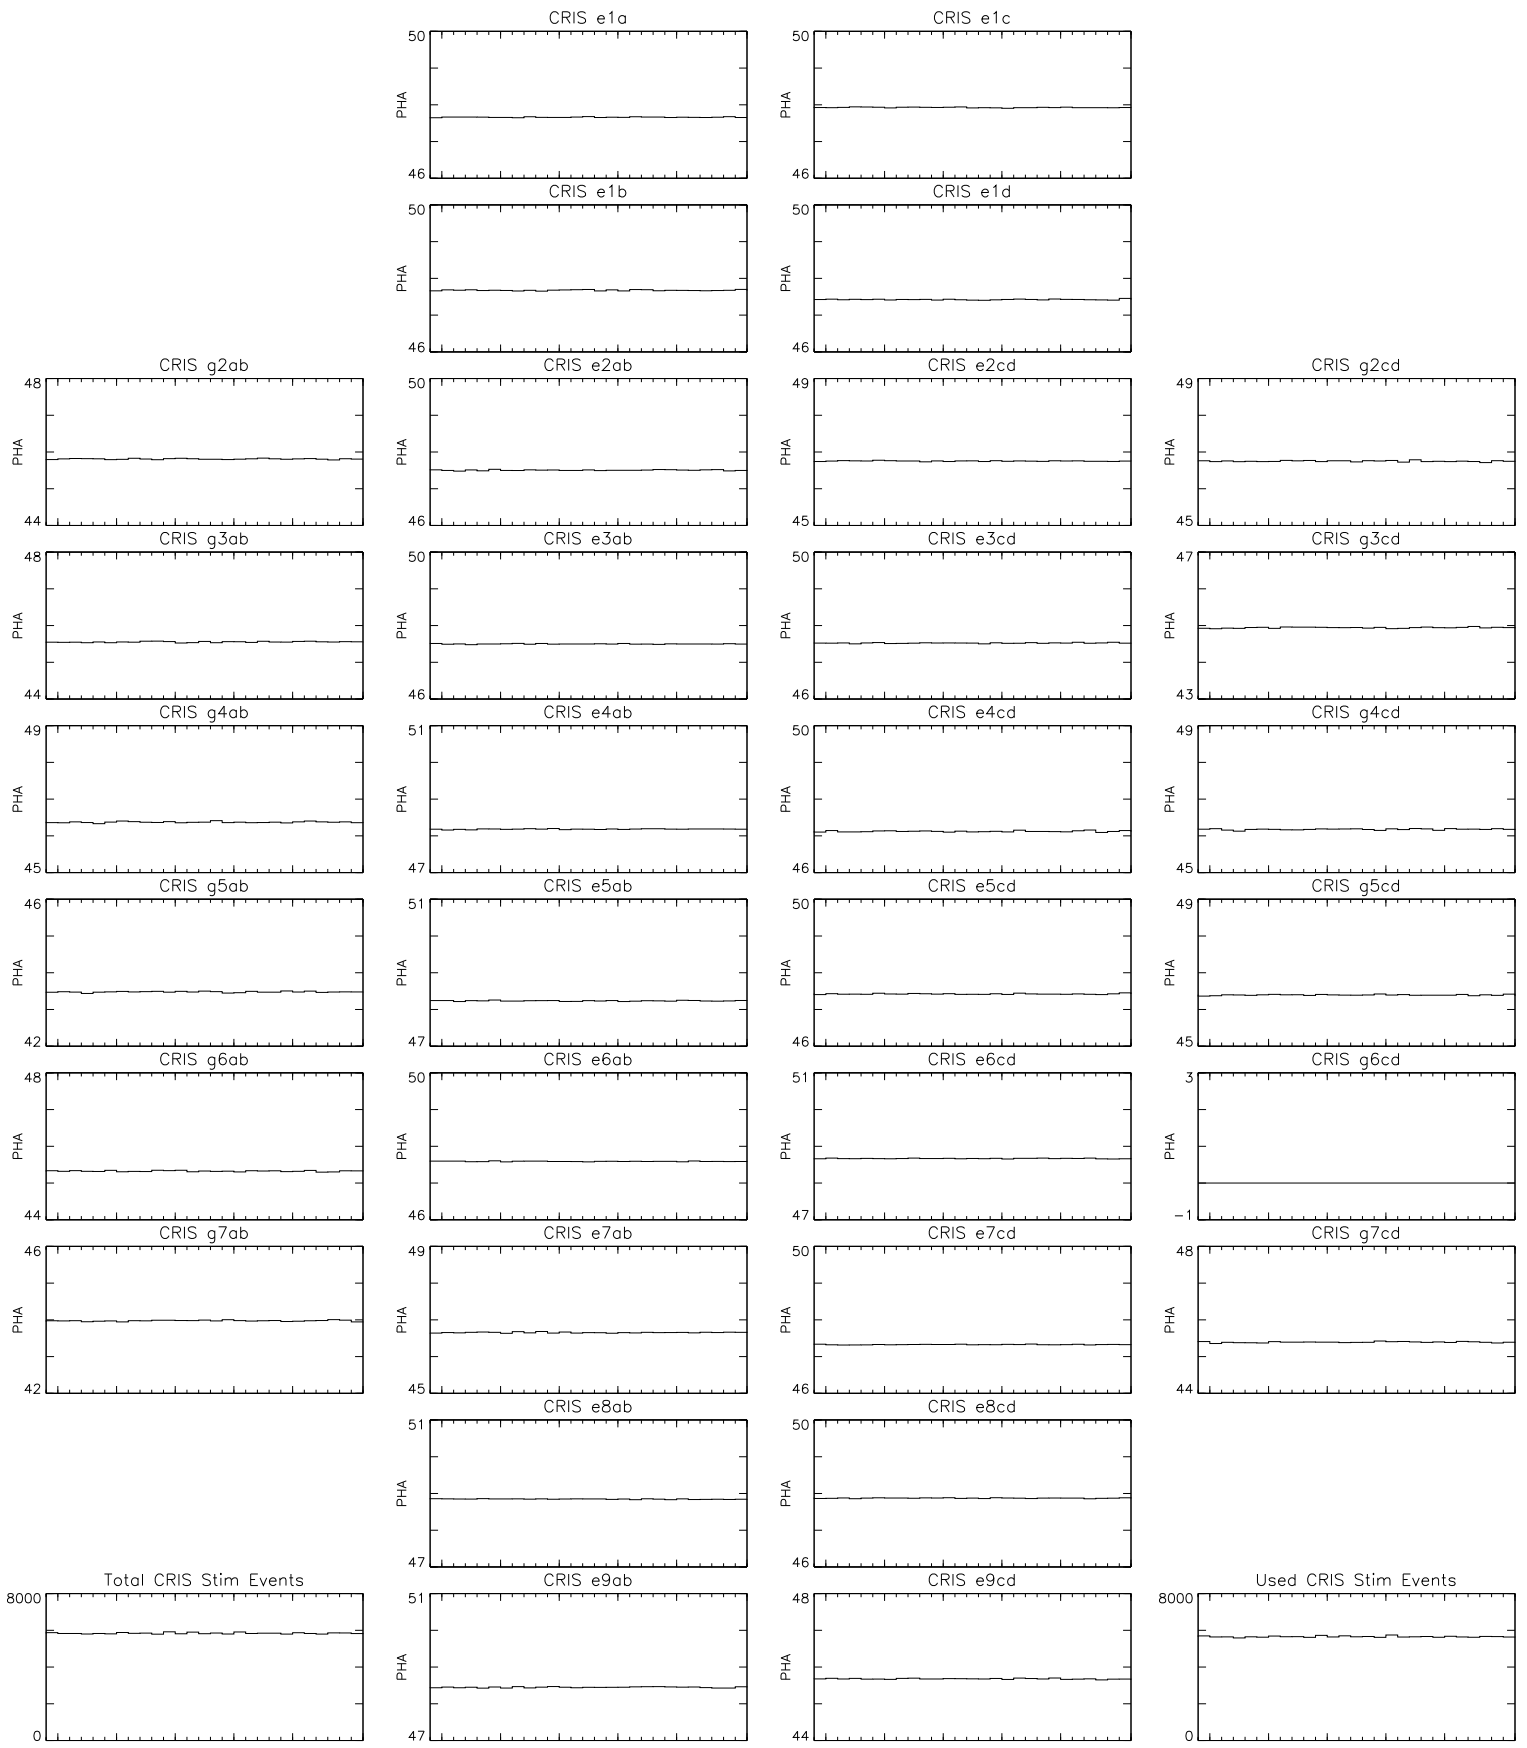 CRIS e1a
CRIS e1c
50
PHA
46
50
PHA
46
CRIS e1b
CRIS e1d
50
PHA
46
50
PHA
46
CRIS g2ab
CRIS e2ab
CRIS e2cd
CRIS g2cd
48
PHA
44
50
PHA
46
49
PHA
45
49
PHA
45
CRIS g3ab
CRIS e3ab
CRIS e3cd
CRIS g3cd
48
PHA
44
50
PHA
46
50
PHA
46
47
PHA
43
CRIS g4ab
CRIS e4ab
CRIS e4cd
CRIS g4cd
49
PHA
45
51
PHA
47
50
PHA
46
49
PHA
45
CRIS g5ab
CRIS e5ab
CRIS e5cd
CRIS g5cd
46
PHA
42
51
PHA
47
50
PHA
46
49
PHA
45
CRIS g6ab
CRIS e6ab
CRIS e6cd
CRIS g6cd
48
PHA
44
50
PHA
46
51
PHA
47
3
PHA
-1
CRIS g7ab
CRIS e7ab
CRIS e7cd
CRIS g7cd
46
PHA
42
49
PHA
45
50
PHA
46
48
PHA
44
CRIS e8ab
CRIS e8cd
51
PHA
47
50
PHA
46
Total CRIS Stim Events
CRIS e9ab
CRIS e9cd
Used CRIS Stim Events
8000
0
51
PHA
47
48
PHA
44
8000
0